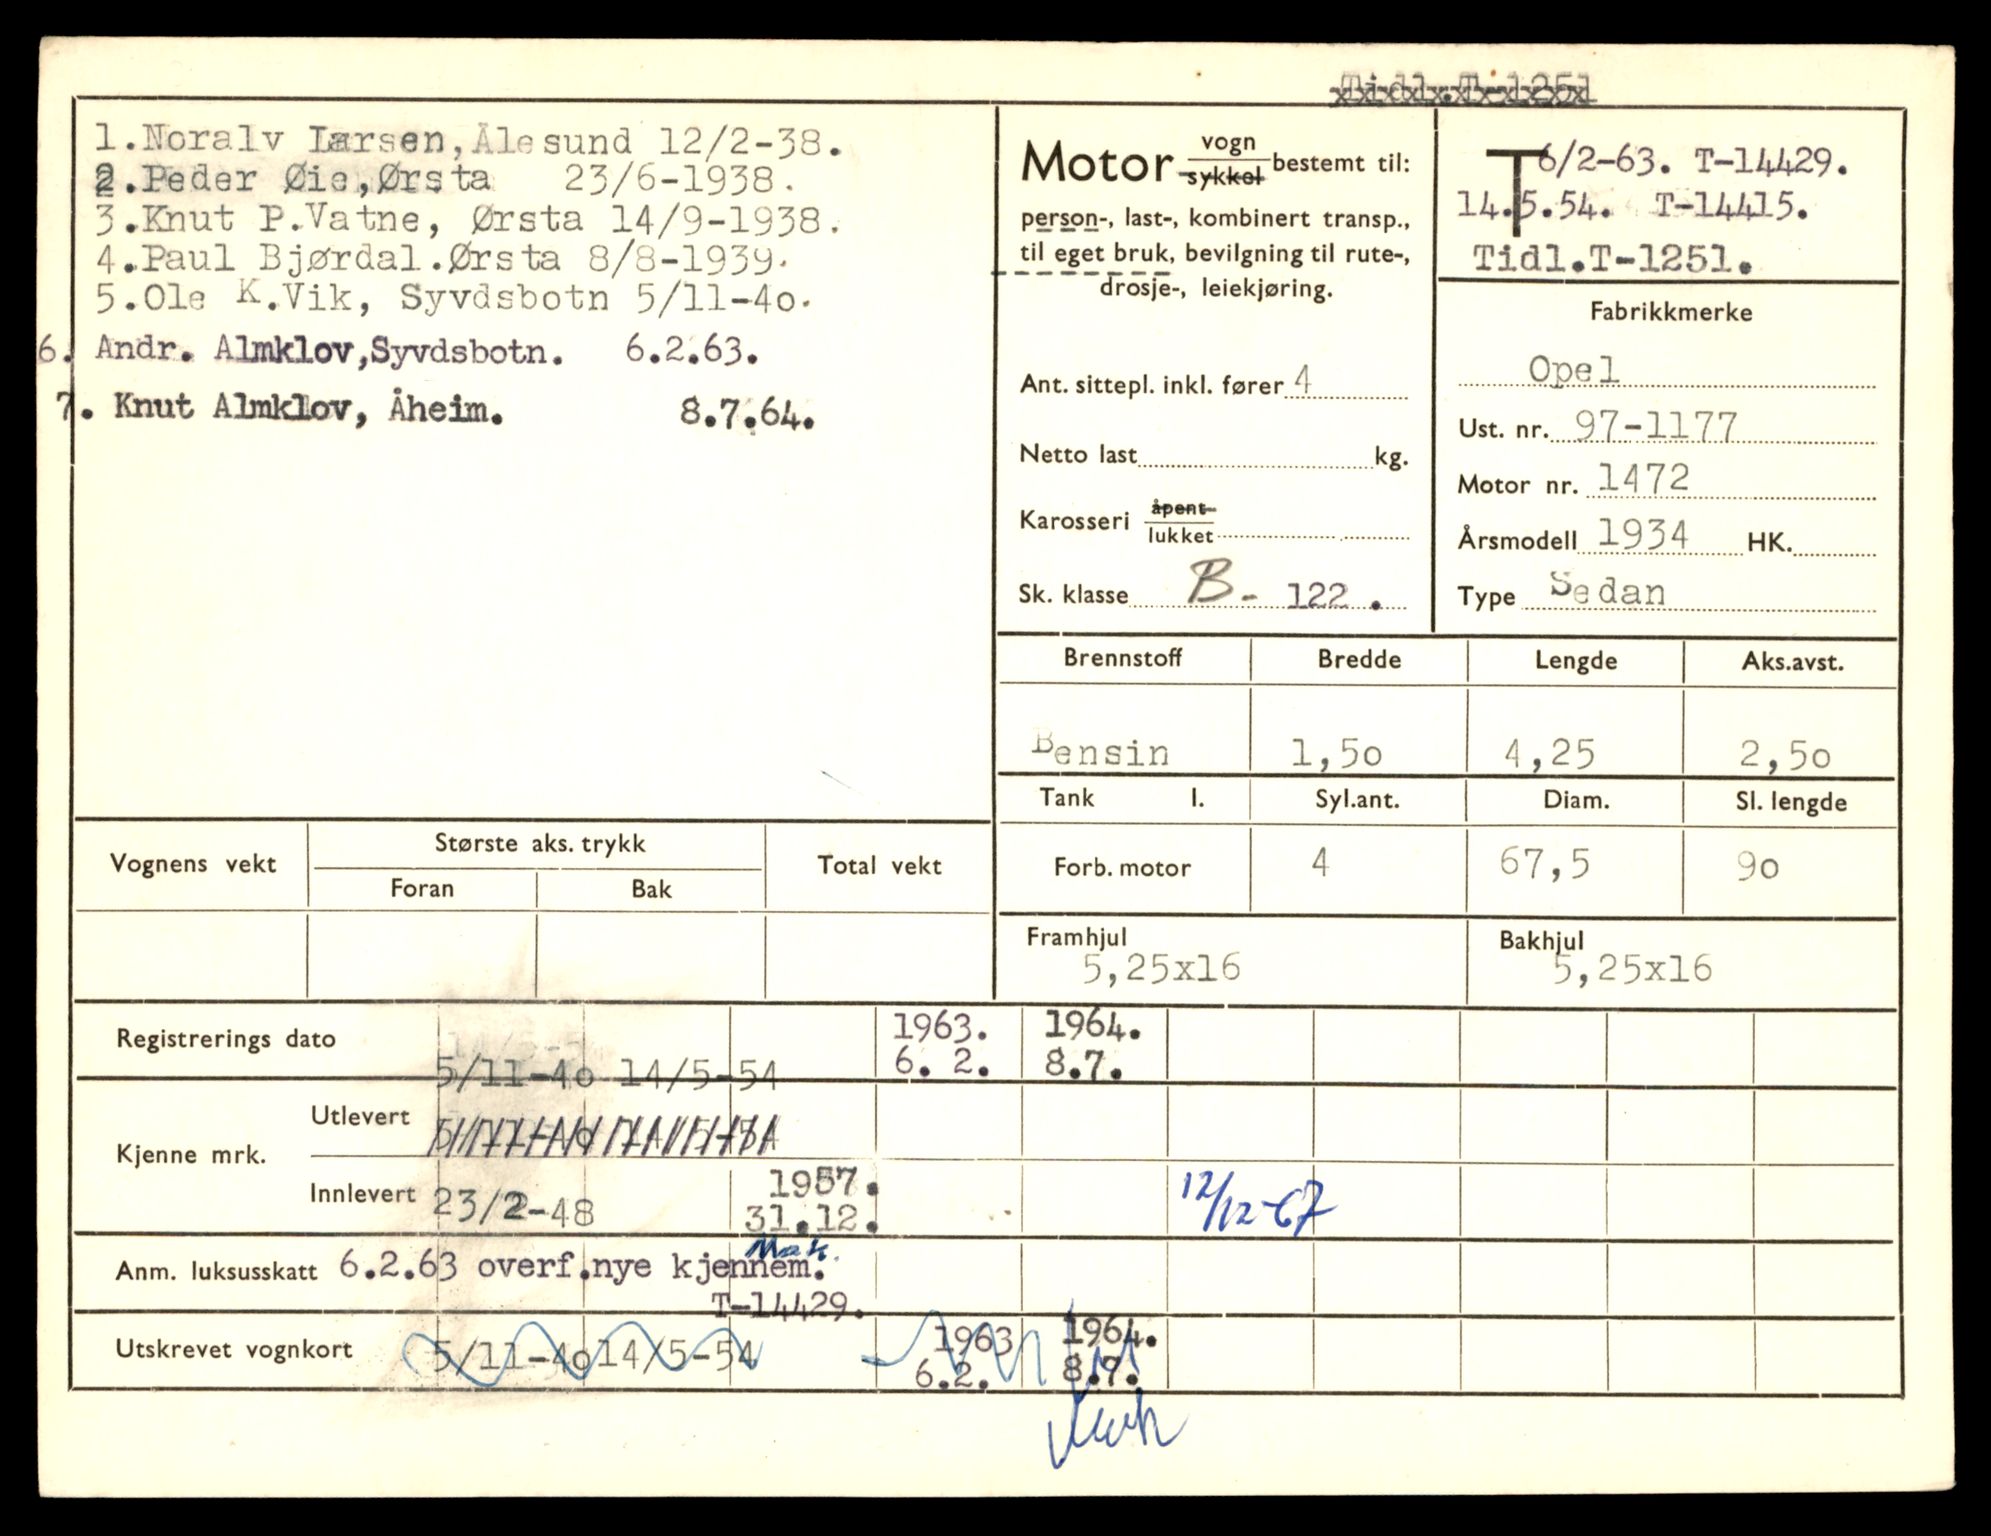 Tidl.T-1251
1.Noralv Larsen,Ålesund 12/2-38.
2.Peder Øie,Ørsta 23/6-1938.
3.Knut P.Vatne, Ørsta 14/9-1938.
4.Paul Bjørdal.Ørsta 8/8-1939.
5.Ole K.Vik, Syvdsbotn 5/11-4o.
6. Andr. Almklov,Syvdsbotn. 6.2.63.
7. Knut Almklov, Åheim. 8.7.64.
Motor vogn sykkel bestemt til:
person-, last-, kombinert transp.,
til eget bruk, bevilgning til rute-,
drosje-, leiekjøring.
Ant. sittepl. inkl. fører 4
Netto last kg.
Karosseri åpent lukket
Sk. klasse B- 122.
T 6/2-63. T-14429.
14.5.54. T-14415.
Tidl.T-1251.
Fabrikkmerke
Opel
Ust. nr. 97-1177
Motor nr. 1472
Årsmodell 1934 HK.
Type Sedan
Brennstoff Bredde Lengde Aks.avst.
Bensin 1,5o 4,25 2,5o
Tank l. Syl.ant. Diam. Sl. lengde
Forb. motor 4 67,5 9o
Framhjul Bakhjul
5,25x16 5,25x16
Vognens vekt Største aks. trykk Total vekt
Foran Bak
1963. 1964.
Registrerings dato 5/11-4o 14/5-54 6. 2. 8.7.
Kjenne mrk.
Utlevert 5/11-4o 14/5-54
1957.
Innlevert 23/2-48 31.12. 12/12-67
Anm. luksusskatt 6.2.63 overf.nye kjennem.
T-14429.
1963 1964.
Utskrevet vognkort 5/11-4o 14/5-54 6.2. 8.7.